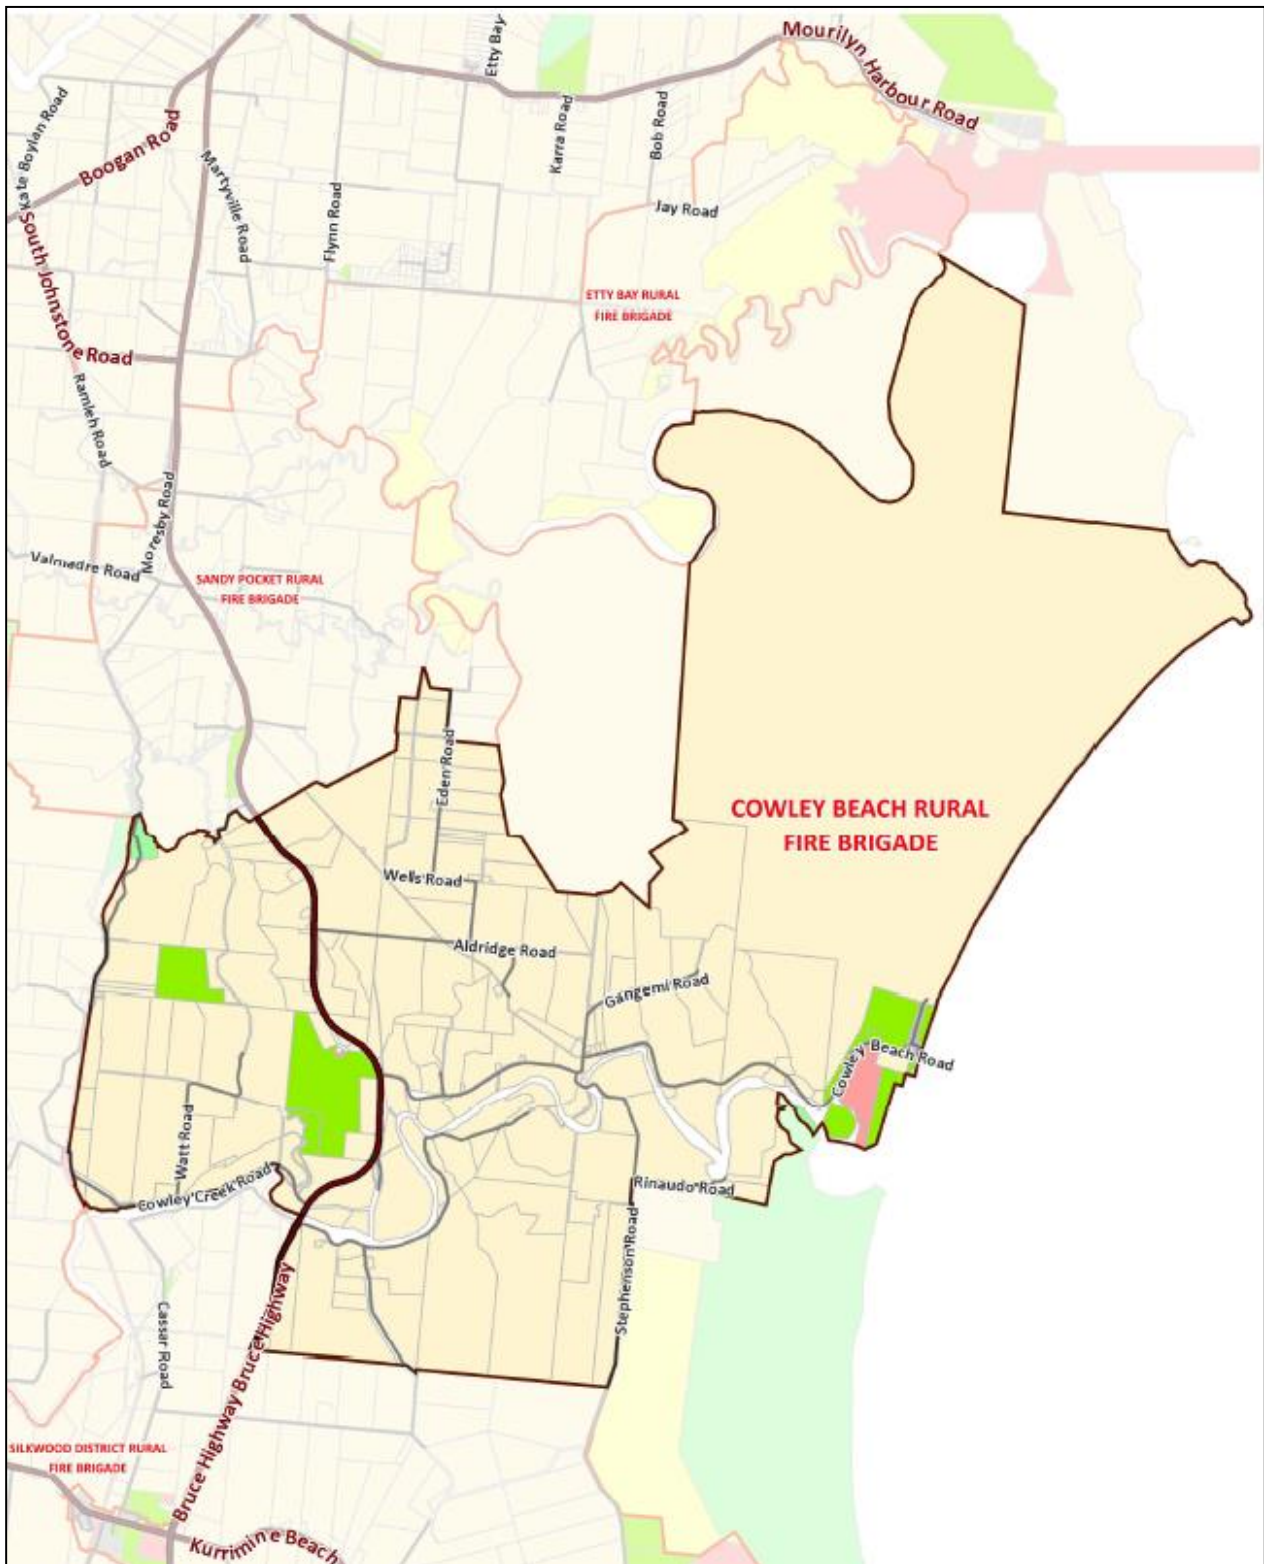 Mourilyn Harbour Road
Etty Bay
Kate Boylan Road
Boogan Road
Karra Road
Bob Road
Martyville Road
Flynn Road
Jay Road
South Johnstone Road
ETTY BAY RURAL
FIRE BRIGADE
Ramleh Road
Moresby Road
Valmadre Road
SANDY POCKET RURAL
FIRE BRIGADE
Eden Road
COWLEY BEACH RURAL
FIRE BRIGADE
Wells Road
Aldridge Road
Gangemi Road
Cowley Beach Road
Watt Road
Cowley Creek Road
Rinaudo Road
Stephenson Road
Cassar Road
Bruce Highway Bruce Highway
SILKWOOD DISTRICT RURAL
FIRE BRIGADE
Kurrimine Beach